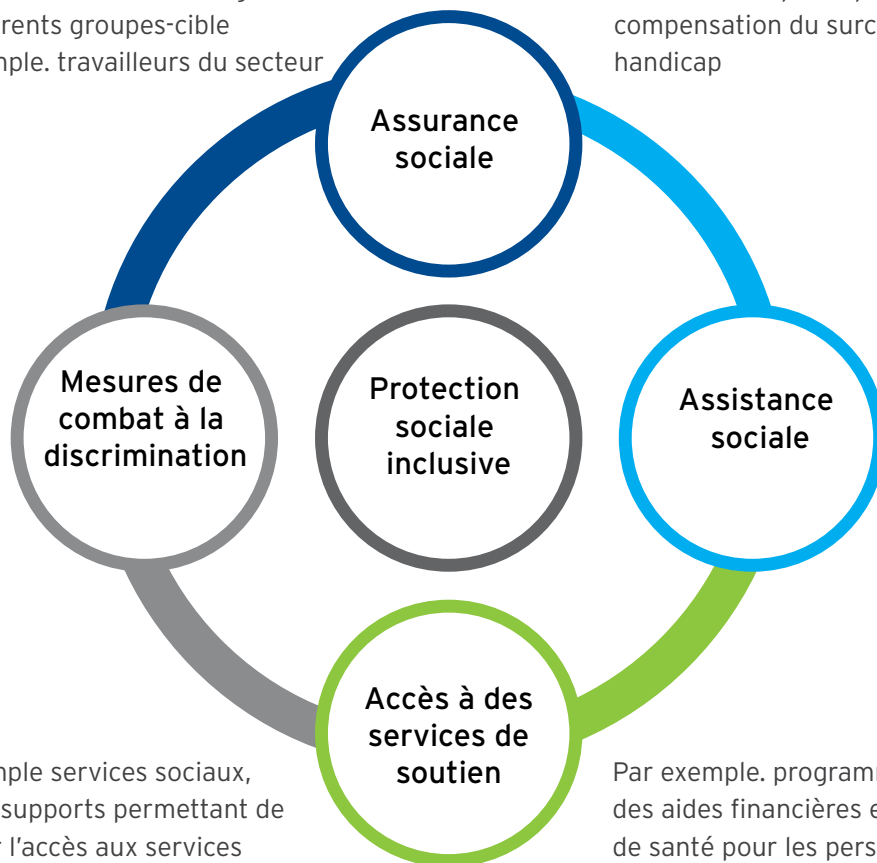 rents groupes-cible
nple. travailleurs du secteur
compensation du surc
handicap
Assurance
sociale
Mesures de
combat à la
discrimination
Protection
sociale
inclusive
Assistance
sociale
Accès à des
services de
soutien
nple services sociaux,
supports permettant de
l'accès aux services
Par exemple. programm
des aides financières e
de santé pour les pers